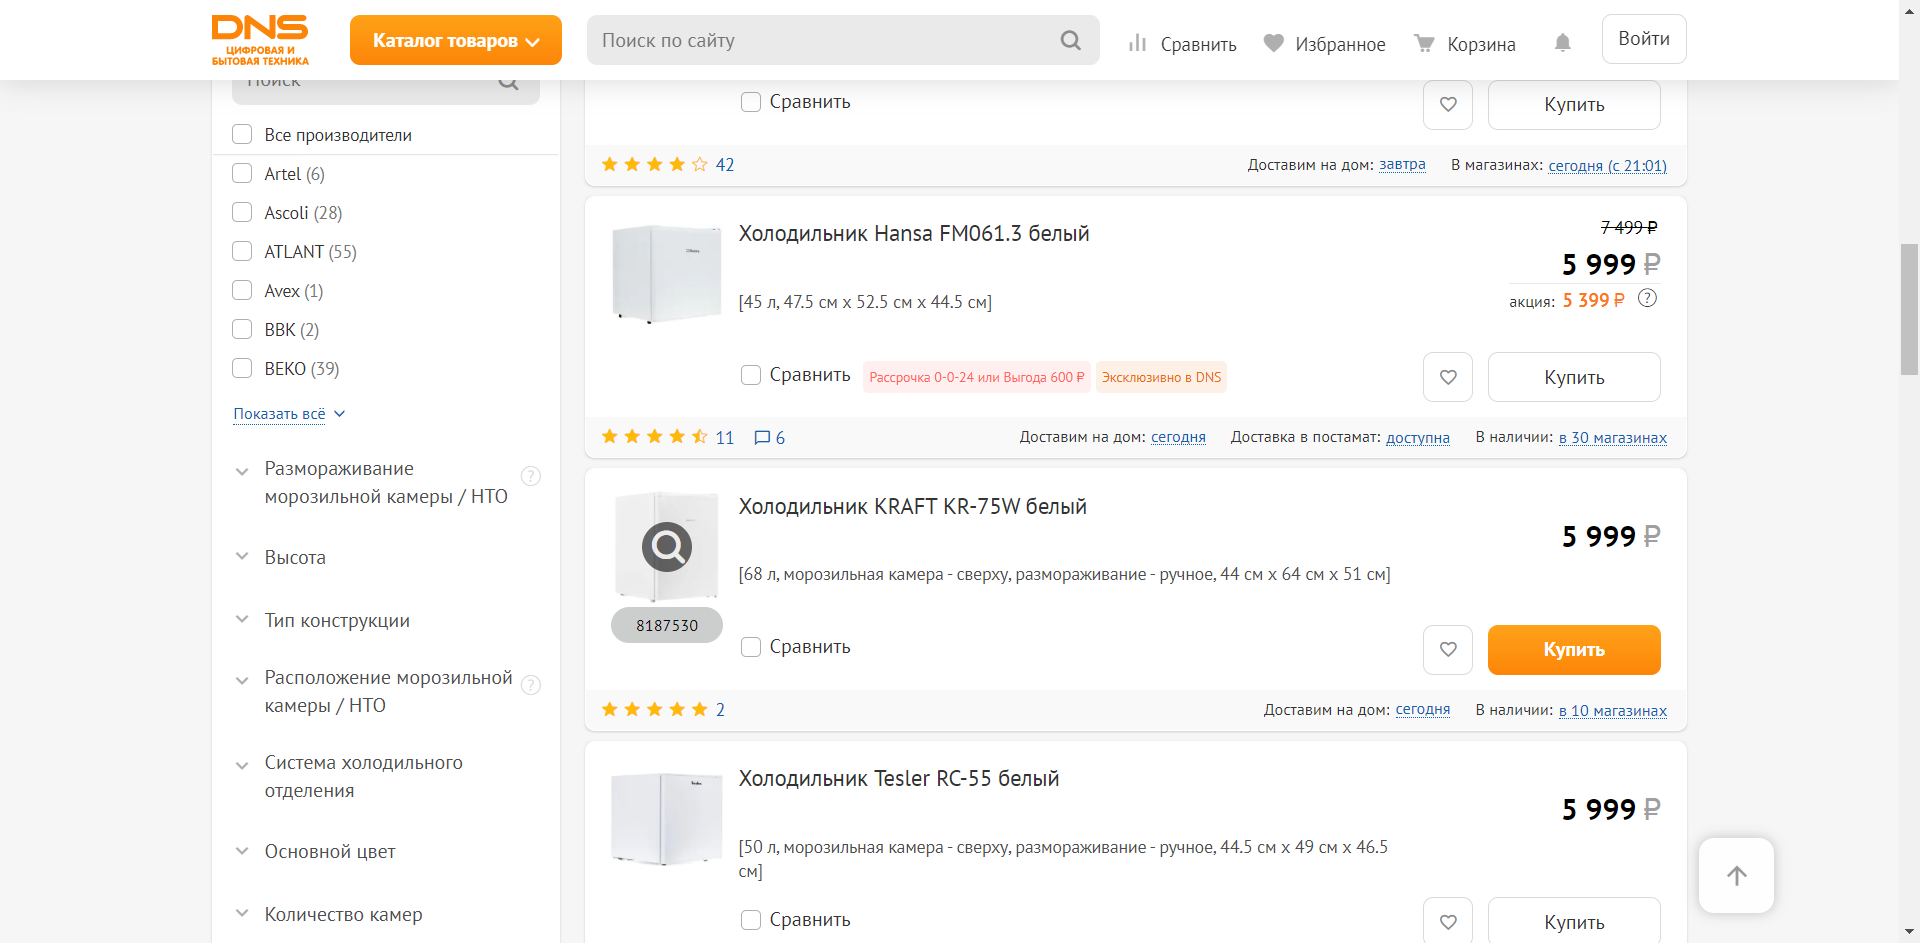 DNS
ЦИФРОВАЯ И
БЫТОВАЯ ТЕХНИКА
Каталог товаров
Поиск по сайту
Сравнить
Избранное
Корзина
Войти
Поиск
Все производители
Artel (6)
Ascoli (28)
ATLANT (55)
Avex (1)
BBK (2)
BEKO (39)
Показать всё
Размораживание
морозильной камеры / НТО
?
Высота
Тип конструкции
Расположение морозильной
камеры / НТО
?
Система холодильного
отделения
Основной цвет
Количество камер
Сравнить
Купить
42
Доставим на дом: завтра
В магазинах: сегодня (с 21:01)
Холодильник Hansa FM061.3 белый
7 499 ₽
5 999 ₽
акция: 5 399 ₽ ?
[45 л, 47.5 см x 52.5 см x 44.5 см]
Сравнить
Рассрочка 0-0-24 или Выгода 600 ₽
Эксклюзивно в DNS
Купить
11
6
Доставим на дом: сегодня
Доставка в постамат: доступна
В наличии: в 30 магазинах
Холодильник KRAFT KR-75W белый
5 999 ₽
[68 л, морозильная камера - сверху, размораживание - ручное, 44 см x 64 см x 51 см]
8187530
Сравнить
Купить
2
Доставим на дом: сегодня
В наличии: в 10 магазинах
Холодильник Tesler RC-55 белый
5 999 ₽
[50 л, морозильная камера - сверху, размораживание - ручное, 44.5 см x 49 см x 46.5
см]
Сравнить
Купить